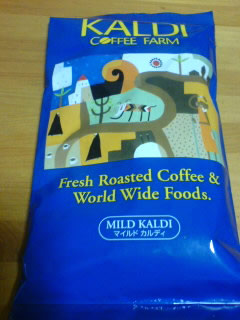 KALDI
COFFEE FARM
Fresh Roasted Coffee &
World Wide Foods.
MILD KALDI
マイルド カルディ